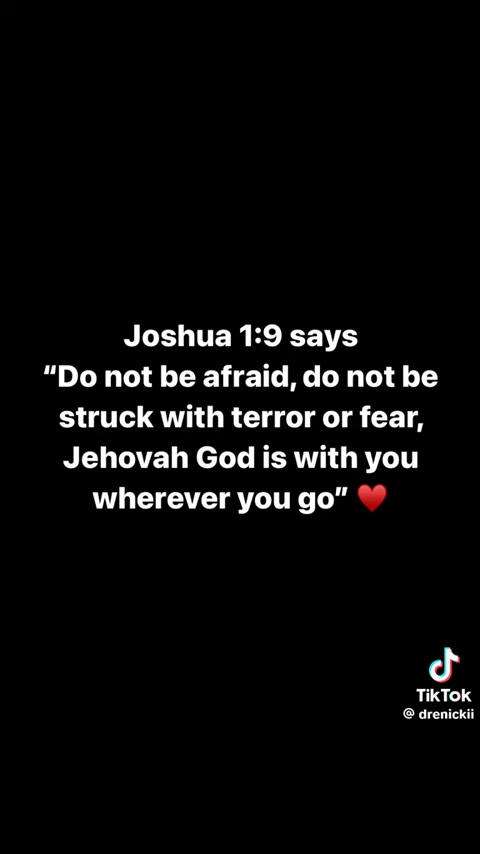 Joshua 1:9 says
“Do not be afraid, do not be
struck with terror or fear,
Jehovah God is with you
wherever you go” ♥️
TikTok
@ drenickii